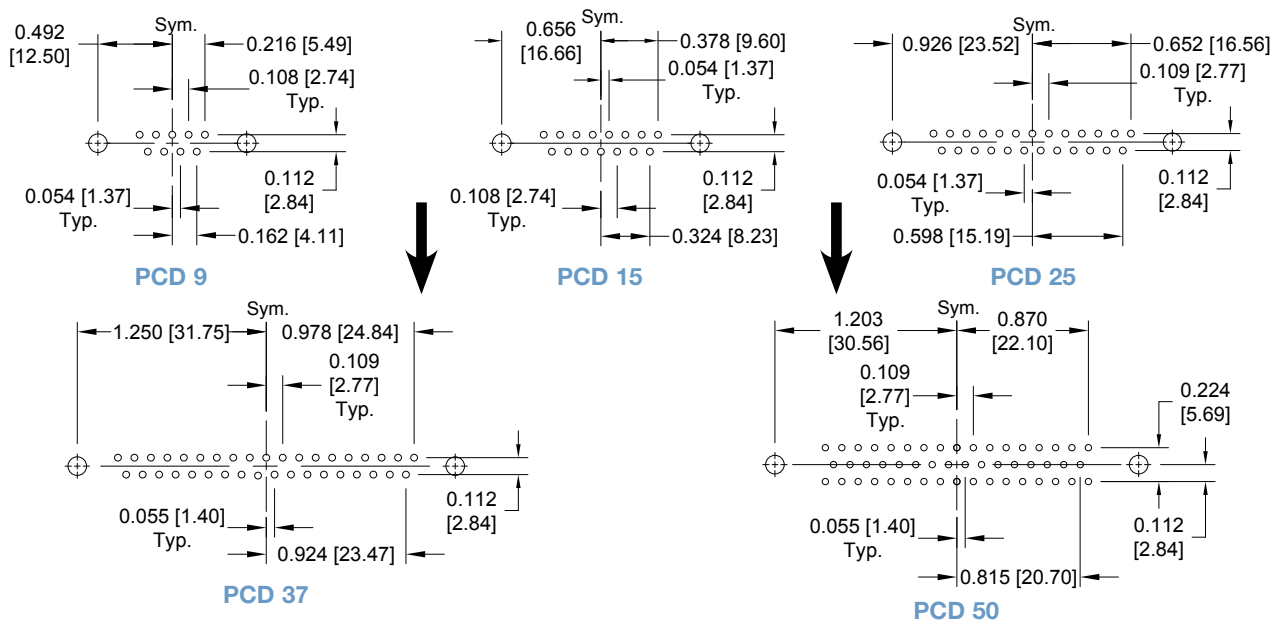 Sym.
0.492
[12.50]
0.216 [5.49]
0.108 [2.74]
Typ.
0.054 [1.37]
Typ.
0.112
[2.84]
0.162 [4.11]
PCD 9
Sym.
0.656
[16.66]
0.378 [9.60]
0.054 [1.37]
Typ.
0.108 [2.74]
Typ.
0.112
[2.84]
0.324 [8.23]
PCD 15
Sym.
0.926 [23.52]
0.652 [16.56]
0.109 [2.77]
Typ.
0.054 [1.37]
Typ.
0.112
[2.84]
0.598 [15.19]
PCD 25
Sym.
1.250 [31.75]
0.978 [24.84]
0.109
[2.77]
Typ.
0.055 [1.40]
Typ.
0.112
[2.84]
0.924 [23.47]
PCD 37
Sym.
1.203
[30.56]
0.870
[22.10]
0.109
[2.77]
Typ.
0.224
[5.69]
0.055 [1.40]
Typ.
0.112
[2.84]
0.815 [20.70]
PCD 50